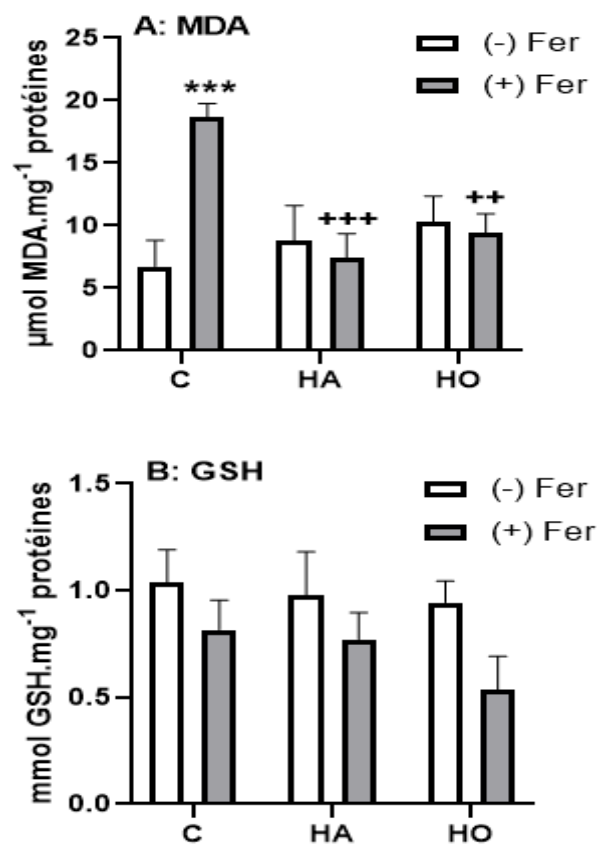 A: MDA
(-) Fer
(+) Fer
µmol MDA.mg⁻¹ protéines
25
20
15
10
5
0
***
+++
++
C HA HO
B: GSH
(-) Fer
(+) Fer
mmol GSH.mg⁻¹ protéines
1.5
1.0
0.5
0.0
C HA HO